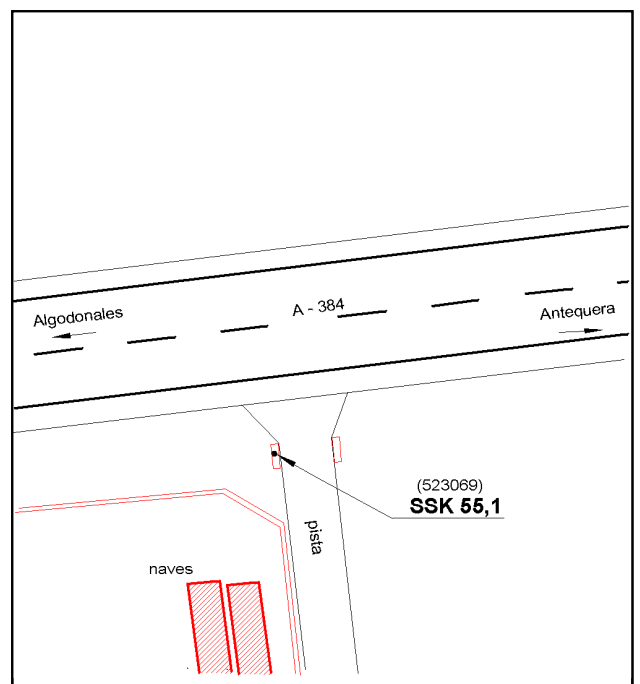 A - 384
Algodonales
Antequera
(523069)
SSK 55,1
pista
naves